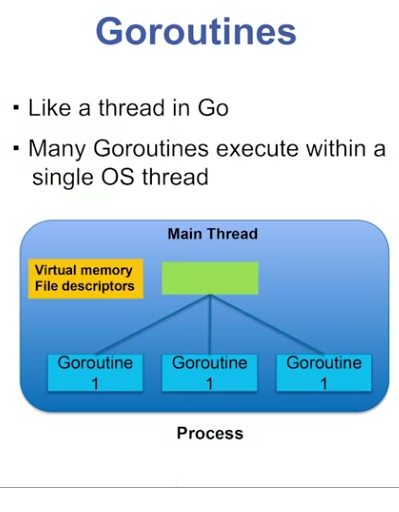 Goroutines
▪ Like a thread in Go
▪ Many Goroutines execute within a
single OS thread
Main Thread
Virtual memory
File descriptors
Goroutine
1
Goroutine
1
Goroutine
1
Process